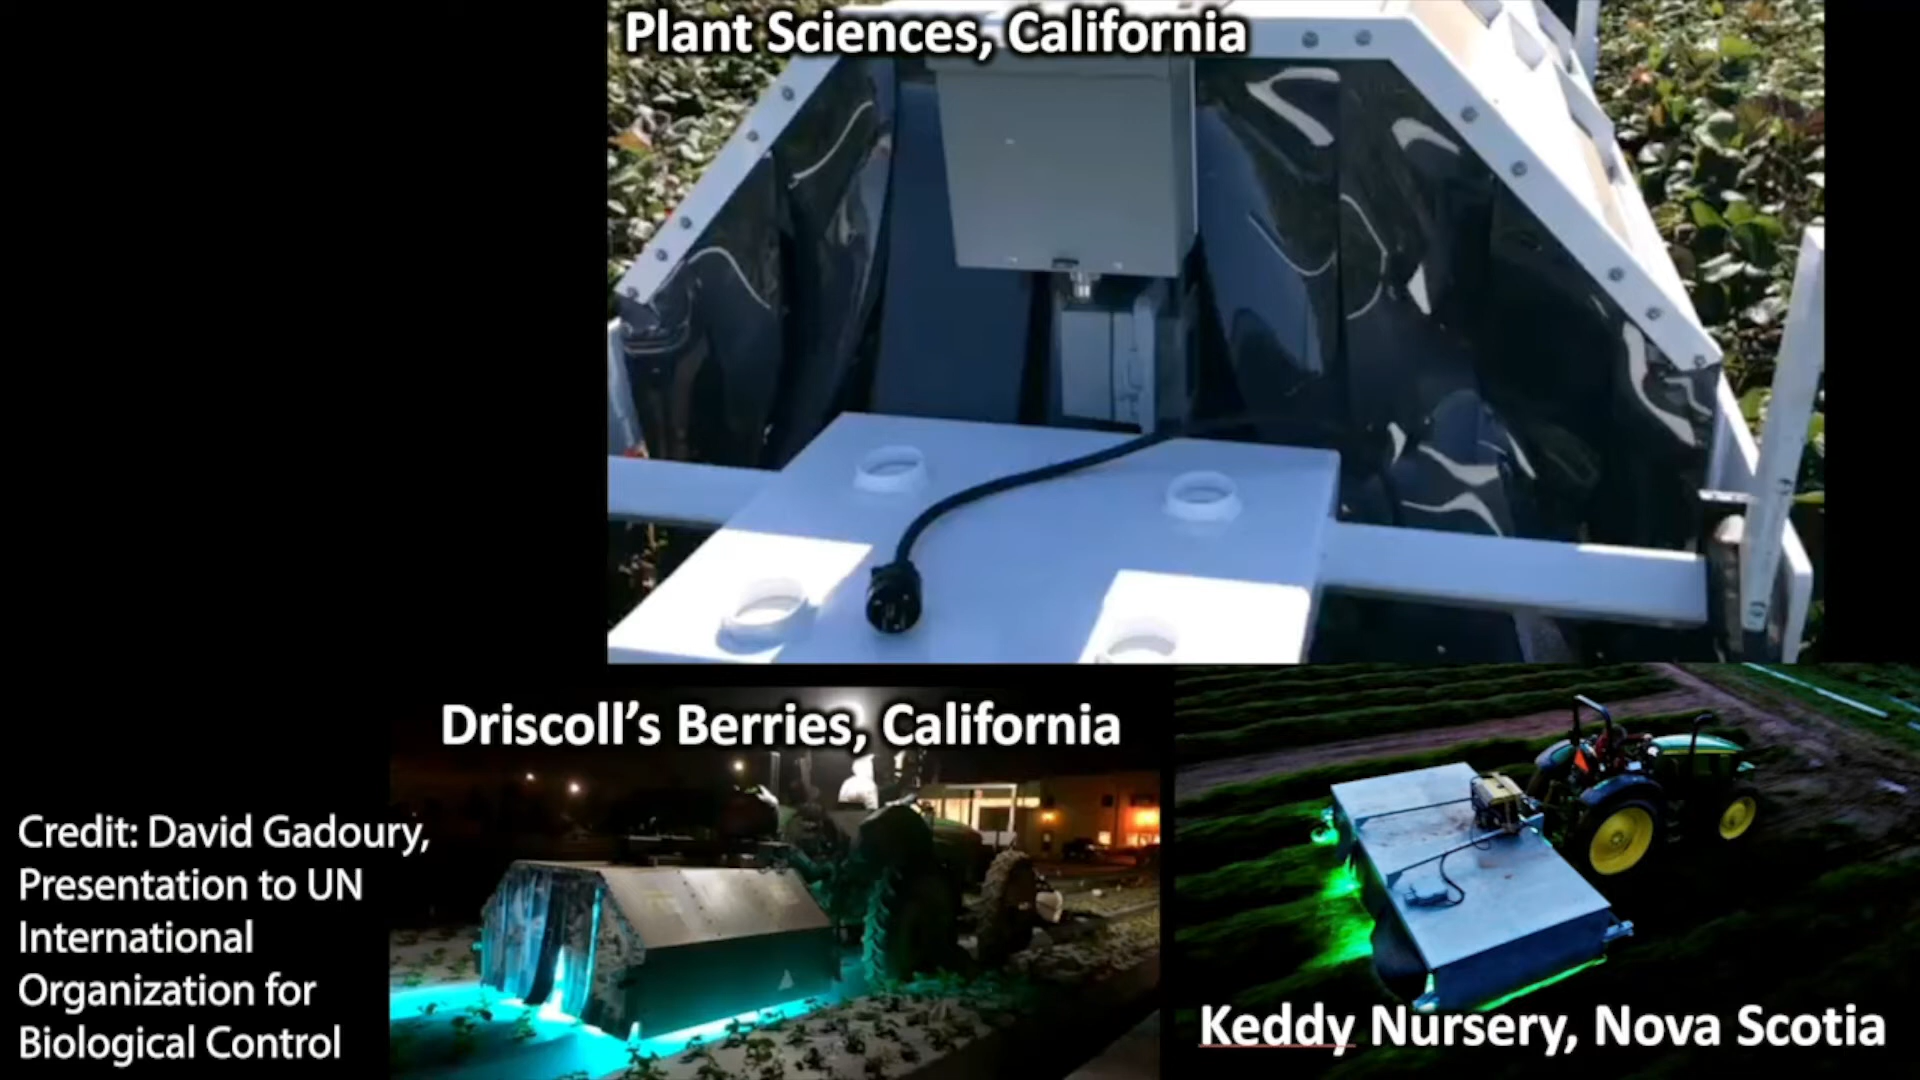 Plant Sciences, California
Driscoll's Berries, California
Credit: David Gadoury,
Presentation to UN
International
Organization for
Biological Control
Keddy Nursery, Nova Scotia